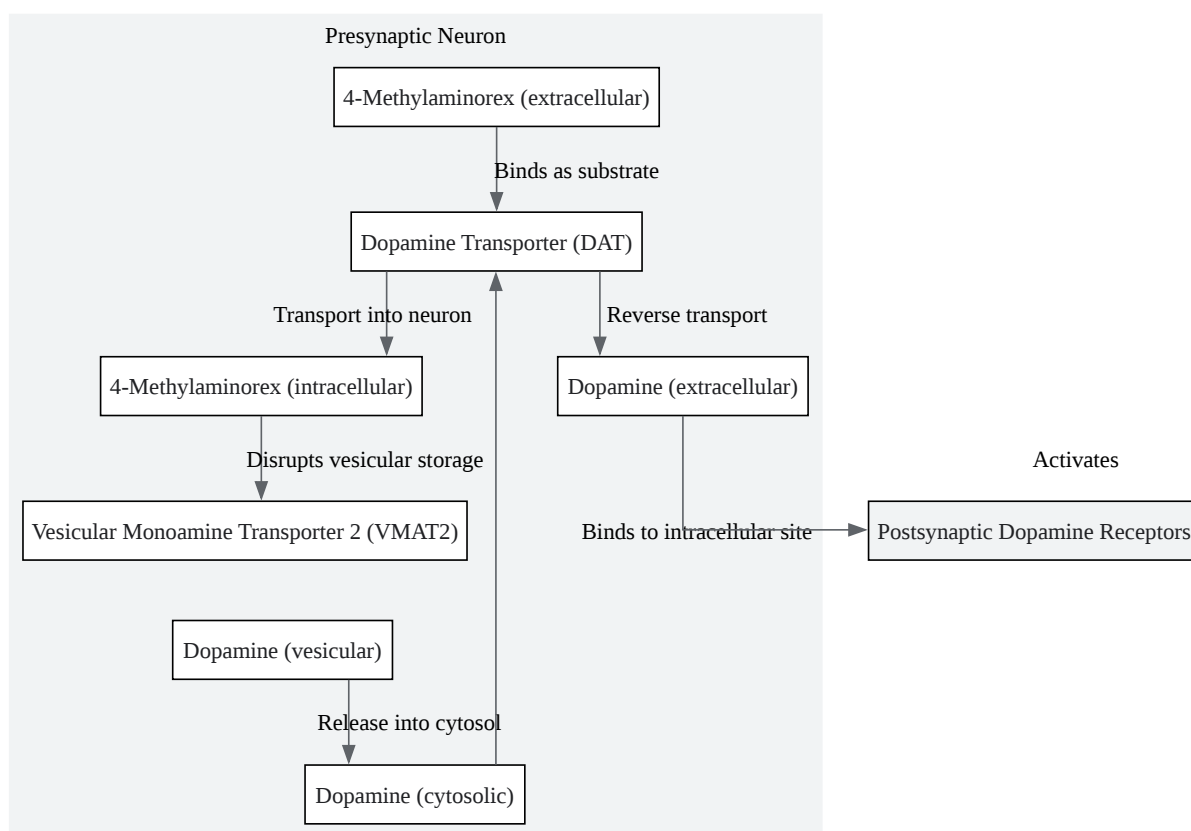 Presynaptic Neuron
4-Methylaminorex (extracellular)
Binds as substrate
Dopamine Transporter (DAT)
Transport into neuron
Reverse transport
4-Methylaminorex (intracellular)
Dopamine (extracellular)
Disrupts vesicular storage
Activates
Vesicular Monoamine Transporter 2 (VMAT2)
Binds to intracellular site
Postsynaptic Dopamine Receptors
Dopamine (vesicular)
Release into cytosol
Dopamine (cytosolic)